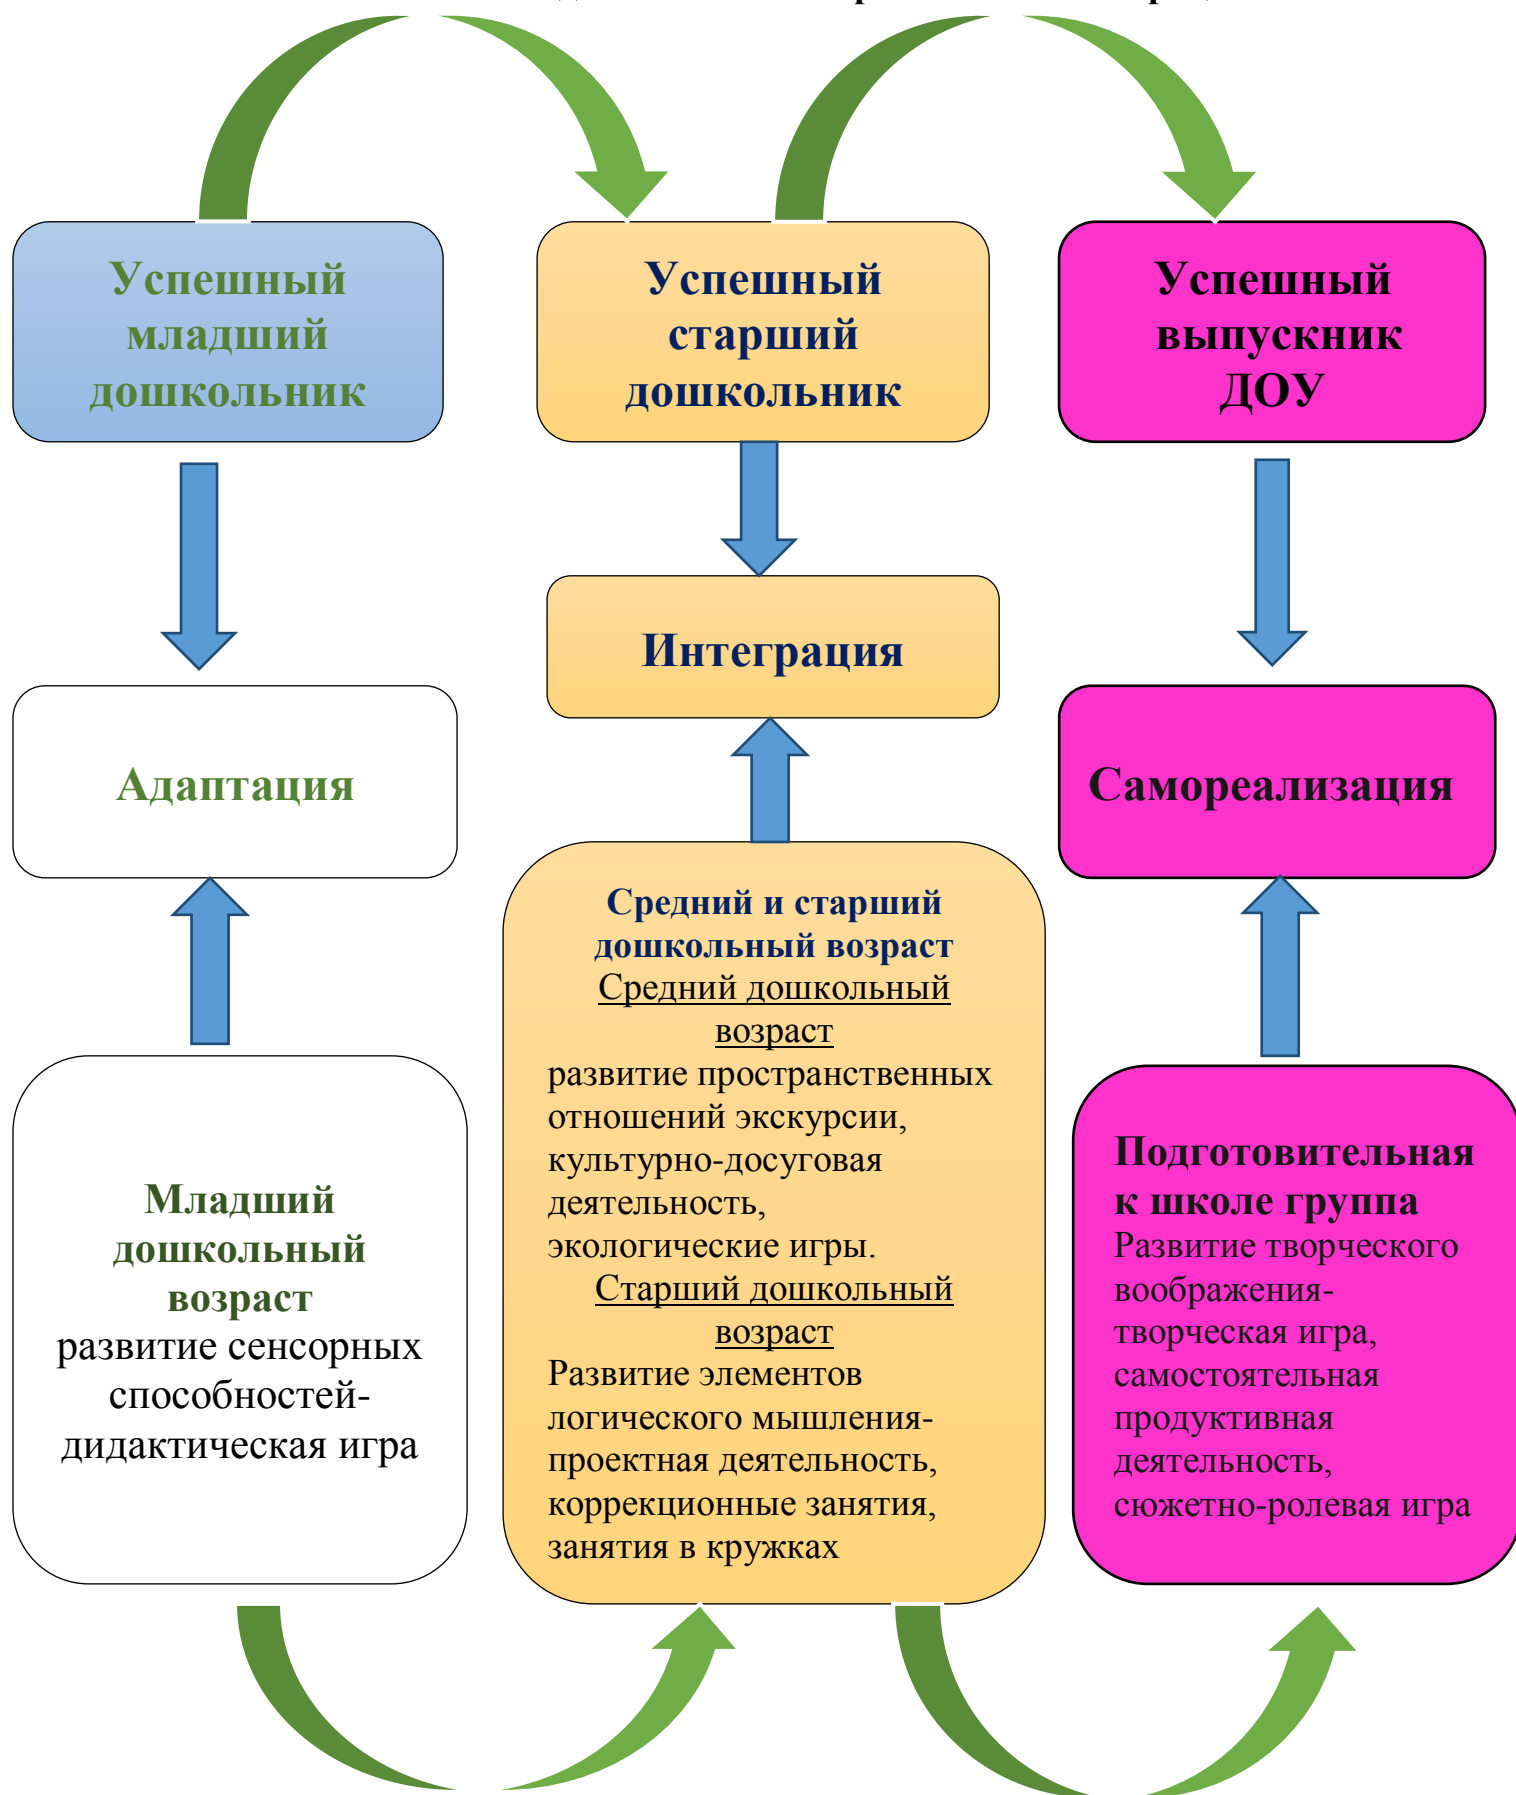 Успешный
младший
дошкольник
Успешный
старший
дошкольник
Успешный
выпускник
ДОУ
Адаптация
Интеграция
Самореализация
Младший
дошкольный
возраст
развитие сенсорных
способностей-
дидактическая игра
Средний и старший
дошкольный возраст
Средний дошкольный
возраст
развитие пространственных
отношений экскурсии,
культурно-досуговая
деятельность,
экологические игры.
Старший дошкольный
возраст
Развитие элементов
логического мышления-
проектная деятельность,
коррекционные занятия,
занятия в кружках
Подготовительная
к школе группа
Развитие творческого
воображения-
творческая игра,
самостоятельная
продуктивная
деятельность,
сюжетно-ролевая игра